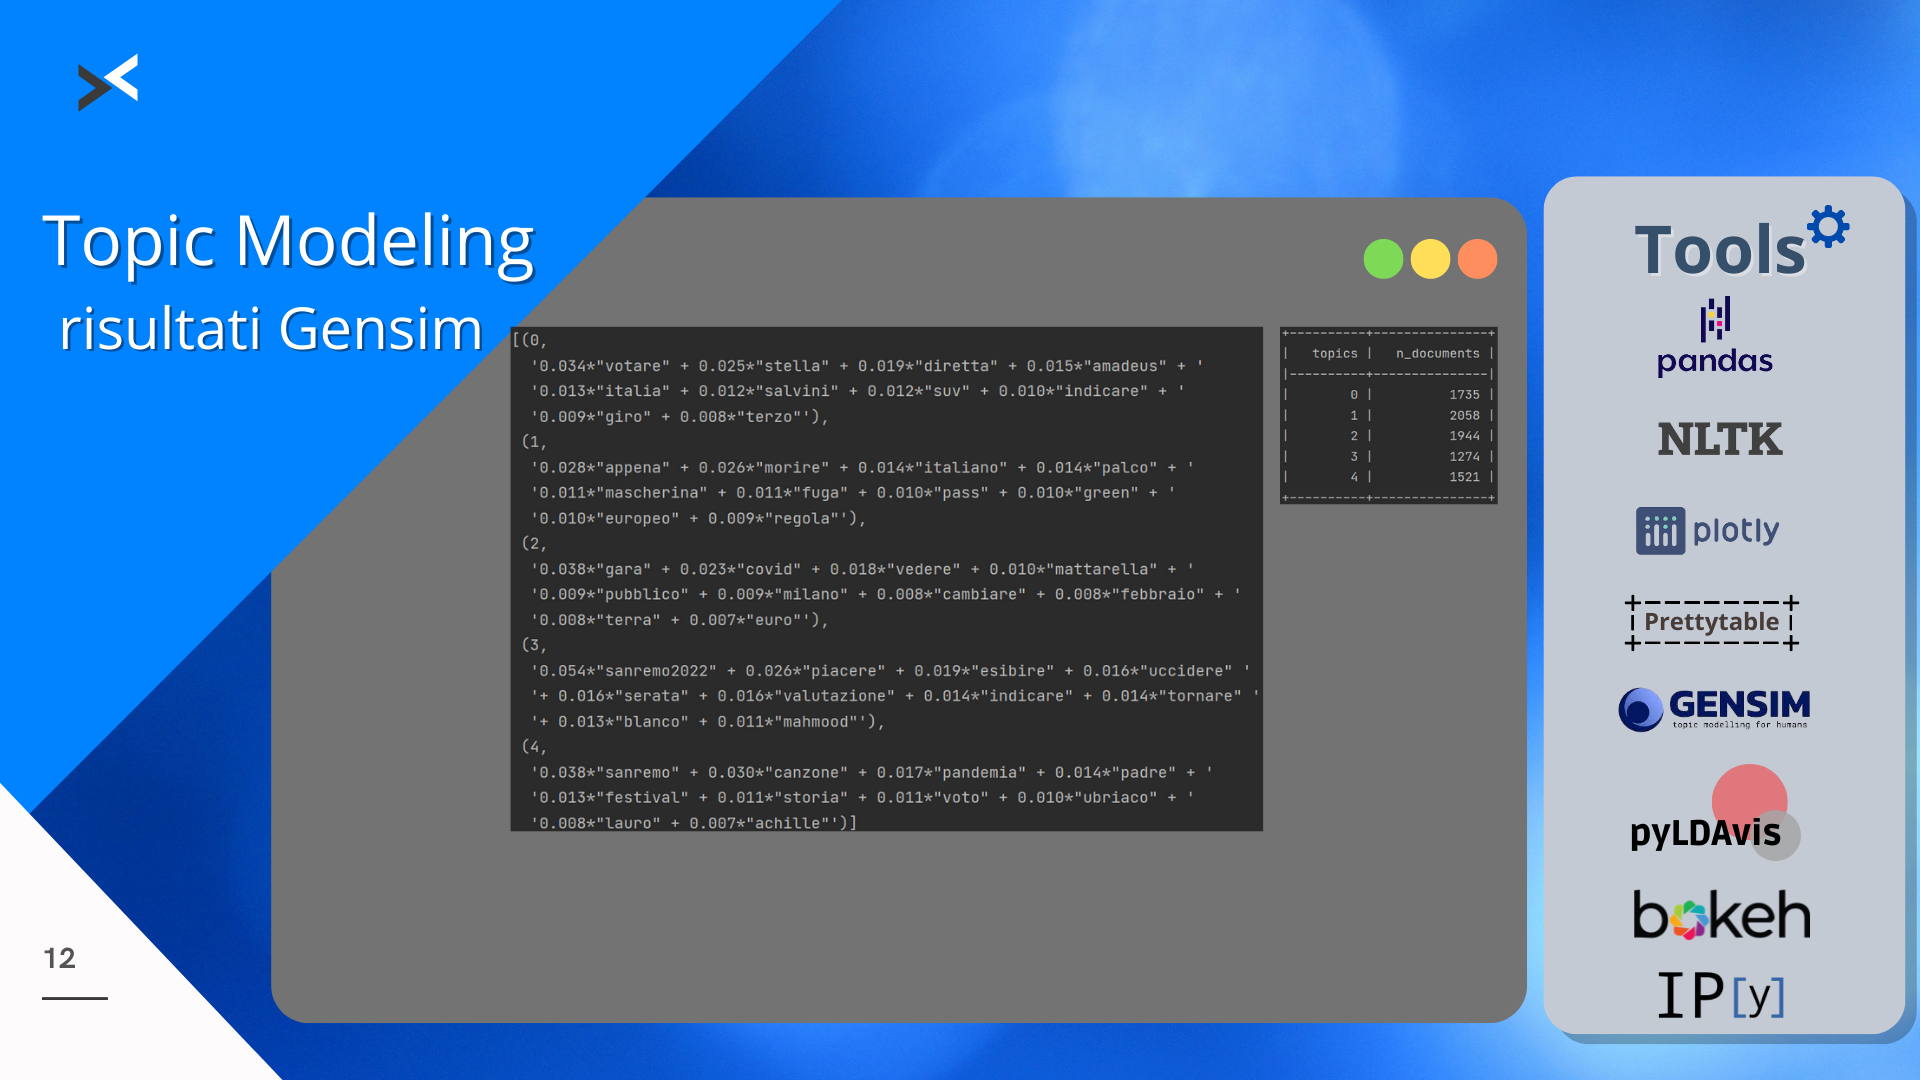 Topic Modeling
risultati Gensim
[(0,
'0.034*"votare" + 0.025*"stella" + 0.019*"diretta" + 0.015*"amadeus" + '
'0.013*"italia" + 0.012*"salvini" + 0.012*"suv" + 0.010*"indicare" + '
'0.009*"giro" + 0.008*"terzo"'),
(1,
'0.028*"appena" + 0.026*"morire" + 0.014*"italiano" + 0.014*"palco" + '
'0.011*"mascherina" + 0.011*"fuga" + 0.010*"pass" + 0.010*"green" + '
'0.010*"europeo" + 0.009*"regola"'),
(2,
'0.038*"gara" + 0.023*"covid" + 0.018*"vedere" + 0.010*"mattarella" + '
'0.009*"pubblico" + 0.009*"milano" + 0.008*"cambiare" + 0.008*"febbraio" + '
'0.008*"terra" + 0.007*"euro"'),
(3,
'0.054*"sanremo2022" + 0.026*"piacere" + 0.019*"esibire" + 0.016*"uccidere" '
'+ 0.016*"serata" + 0.016*"valutazione" + 0.014*"indicare" + 0.014*"tornare" '
'+ 0.013*"blanco" + 0.011*"mahmood"'),
(4,
'0.038*"sanremo" + 0.030*"canzone" + 0.017*"pandemia" + 0.014*"padre" + '
'0.013*"festival" + 0.011*"storia" + 0.011*"voto" + 0.010*"ubriaco" + '
'0.008*"lauro" + 0.007*"achille"')]
+----------+---------------+
| topics | n_documents |
|----------+---------------|
| 0 | 1735 |
| 1 | 2058 |
| 2 | 1944 |
| 3 | 1274 |
| 4 | 1521 |
+----------+---------------+
Tools
pandas
NLTK
plotly
+-------+
| Prettytable |
+-------+
GENSIM
topic modelling for humans
pyLDAvis
bokeh
IP[y]
12